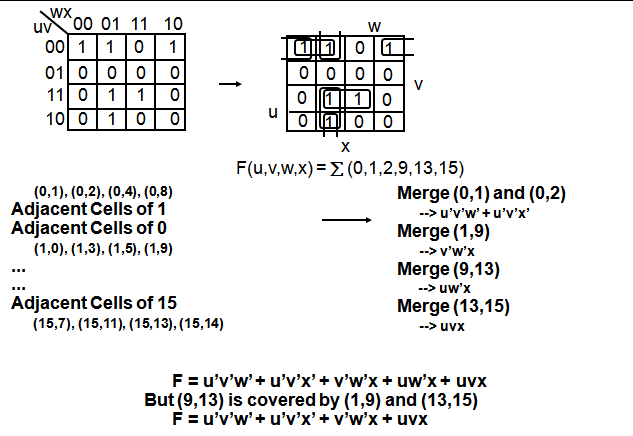 wx
uv 00 01 11 10
00 1 1 0 1
01 0 0 0 0
11 0 1 1 0
10 0 1 0 0
w
1 1 0 1
0 0 0 0
v
0 1 1 0
u
0 1 0 0
x
F(u,v,w,x) = Σ (0,1,2,9,13,15)
(0,1), (0,2), (0,4), (0,8)
Adjacent Cells of 1
Adjacent Cells of 0
(1,0), (1,3), (1,5), (1,9)
...
...
Adjacent Cells of 15
(15,7), (15,11), (15,13), (15,14)
Merge (0,1) and (0,2)
--> u’v’w’ + u’v’x’
Merge (1,9)
--> v’w’x
Merge (9,13)
--> uw’x
Merge (13,15)
--> uvx
F = u’v’w’ + u’v’x’ + v’w’x + uw’x + uvx
But (9,13) is covered by (1,9) and (13,15)
F = u’v’w’ + u’v’x’ + v’w’x + uvx